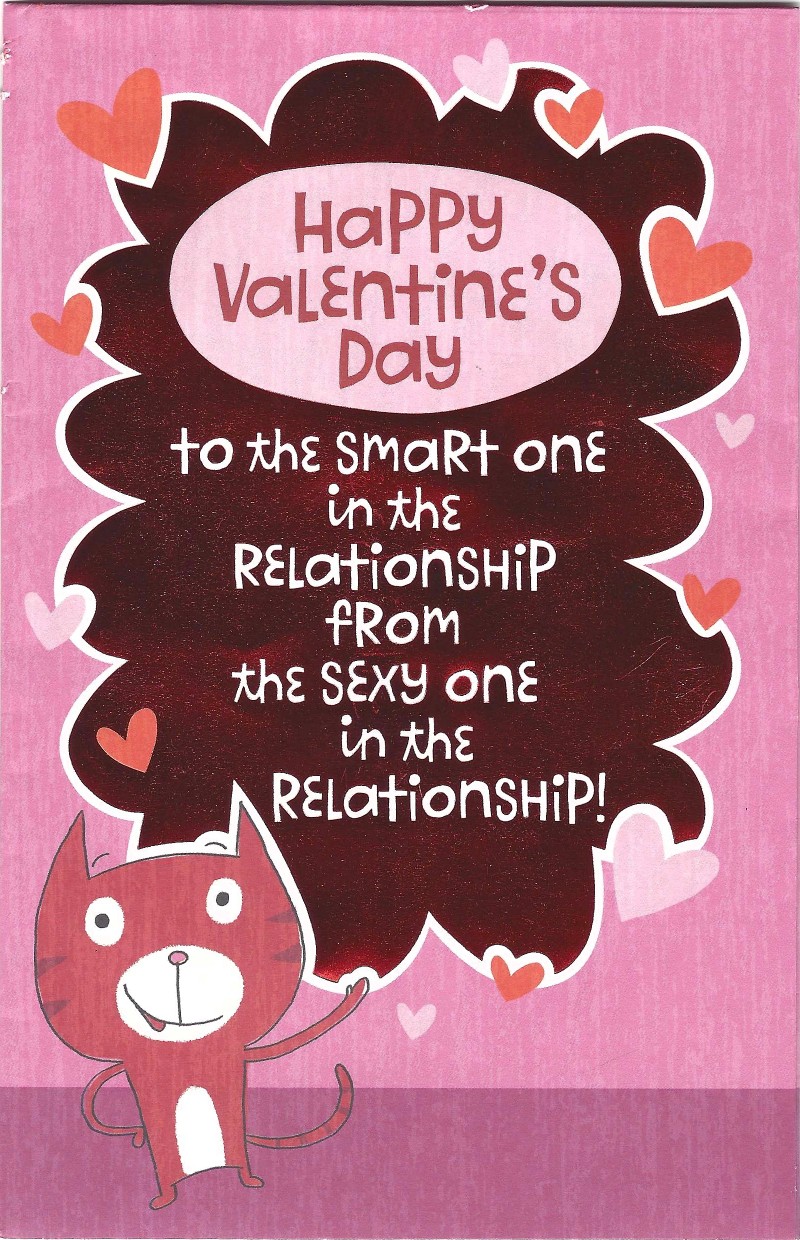 Happy
Valentine's
Day
to the smart one
in the
relationship
from
the sexy one
in the
relationship!